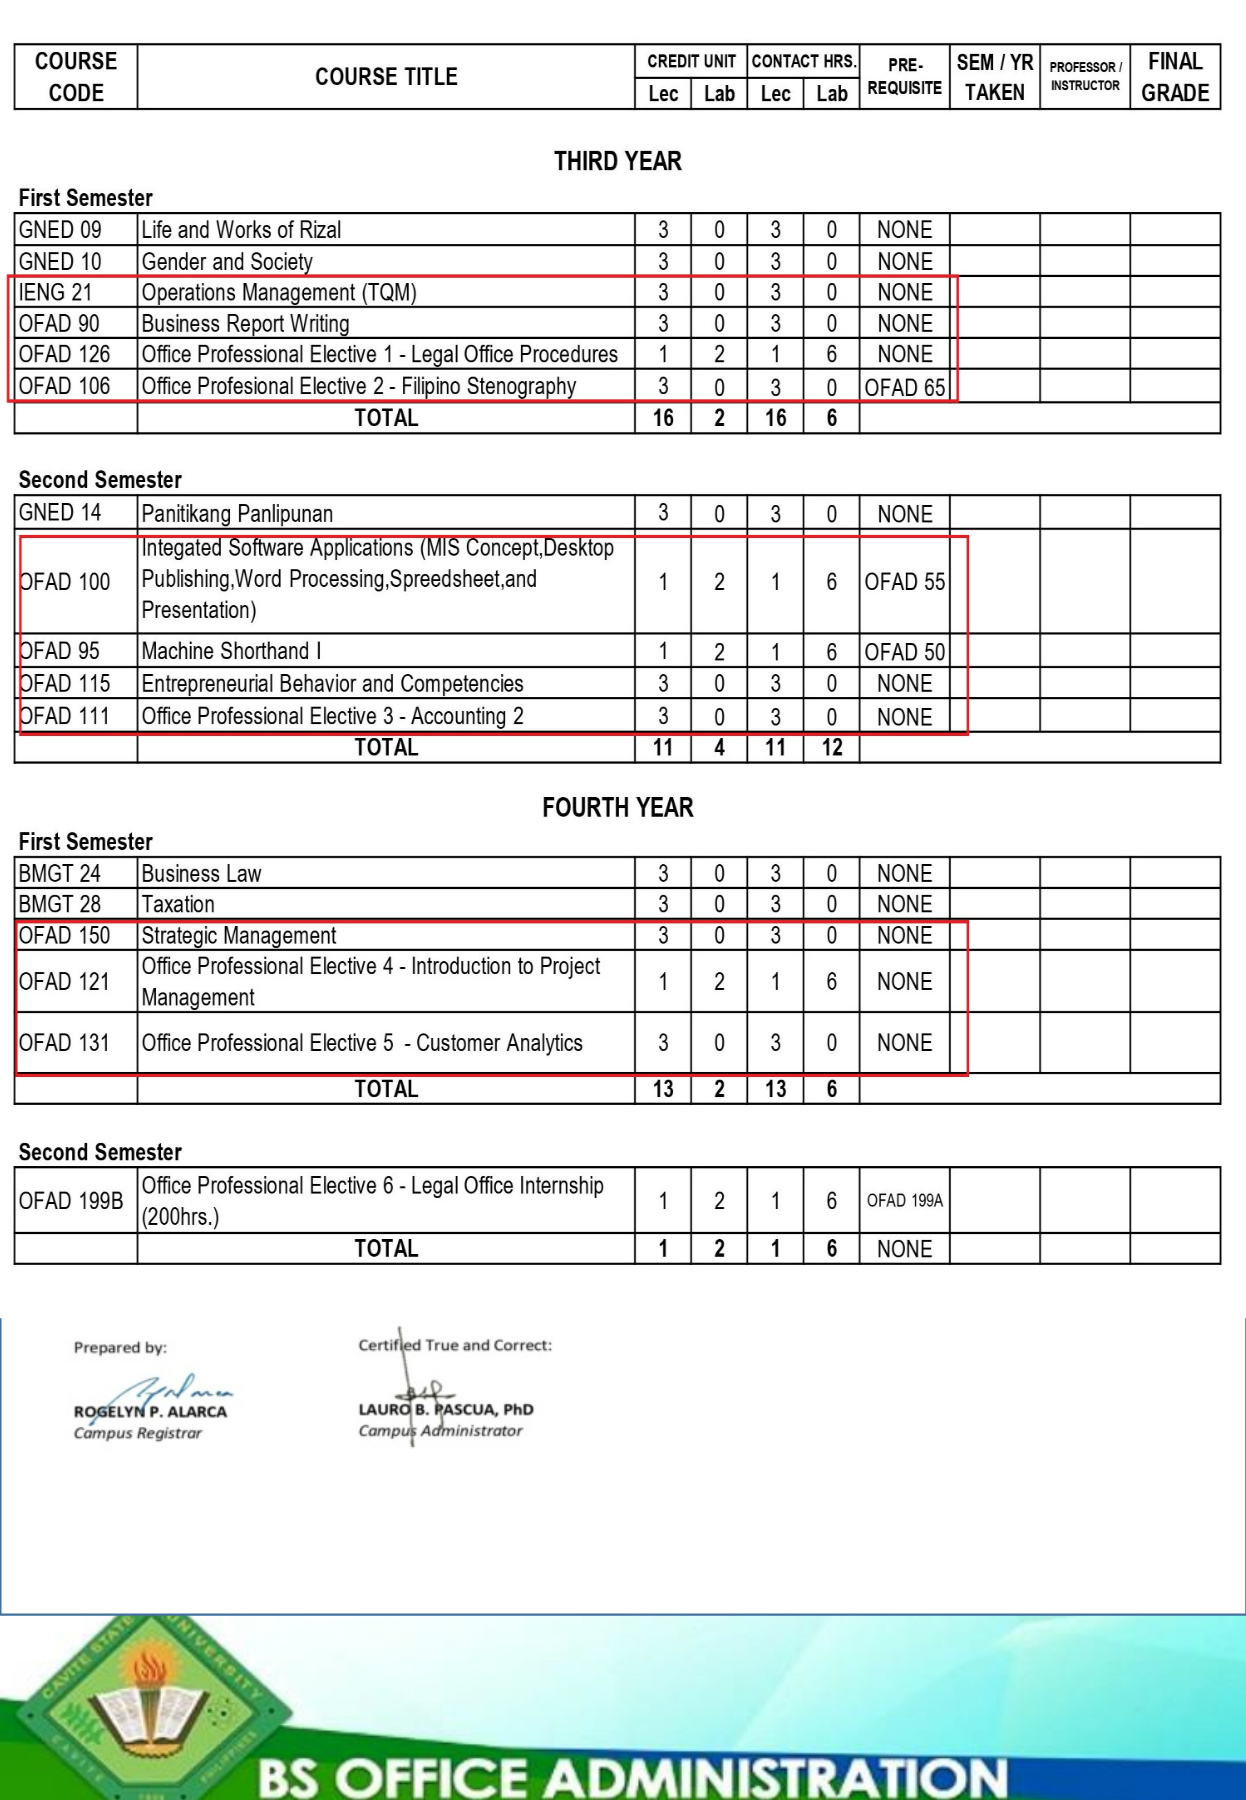 COURSE CODE COURSE TITLE CREDIT UNIT CONTACT HRS. PRE-REQUISITE SEM / YR TAKEN PROFESSOR / INSTRUCTOR FINAL GRADE
Lec Lab Lec Lab
THIRD YEAR
First Semester
GNED 09 Life and Works of Rizal 3 0 3 0 NONE
GNED 10 Gender and Society 3 0 3 0 NONE
IENG 21 Operations Management (TQM) 3 0 3 0 NONE
OFAD 90 Business Report Writing 3 0 3 0 NONE
OFAD 126 Office Professional Elective 1 - Legal Office Procedures 1 2 1 6 NONE
OFAD 106 Office Profesional Elective 2 - Filipino Stenography 3 0 3 0 OFAD 65
TOTAL 16 2 16 6
Second Semester
GNED 14 Panitikang Panlipunan 3 0 3 0 NONE
Integated Software Applications (MIS Concept,Desktop
OFAD 100 Publishing,Word Processing,Spreedsheet,and 1 2 1 6 OFAD 55
Presentation)
OFAD 95 Machine Shorthand I 1 2 1 6 OFAD 50
OFAD 115 Entrepreneurial Behavior and Competencies 3 0 3 0 NONE
OFAD 111 Office Professional Elective 3 - Accounting 2 3 0 3 0 NONE
TOTAL 11 4 11 12
FOURTH YEAR
First Semester
BMGT 24 Business Law 3 0 3 0 NONE
BMGT 28 Taxation 3 0 3 0 NONE
OFAD 150 Strategic Management 3 0 3 0 NONE
OFAD 121 Office Professional Elective 4 - Introduction to Project
Management 1 2 1 6 NONE
OFAD 131 Office Professional Elective 5 - Customer Analytics 3 0 3 0 NONE
TOTAL 13 2 13 6
Second Semester
OFAD 199B Office Professional Elective 6 - Legal Office Internship
(200hrs.) 1 2 1 6 OFAD 199A
TOTAL 1 2 1 6 NONE
Prepared by: Certified True and Correct:
ROGELYN P. ALARCA LAURO B. PASCUA, PhD
Campus Registrar Campus Administrator
CAVITE STATE UNIVERSITY
CAVITE PHILIPPINES
BS OFFICE ADMINISTRATION